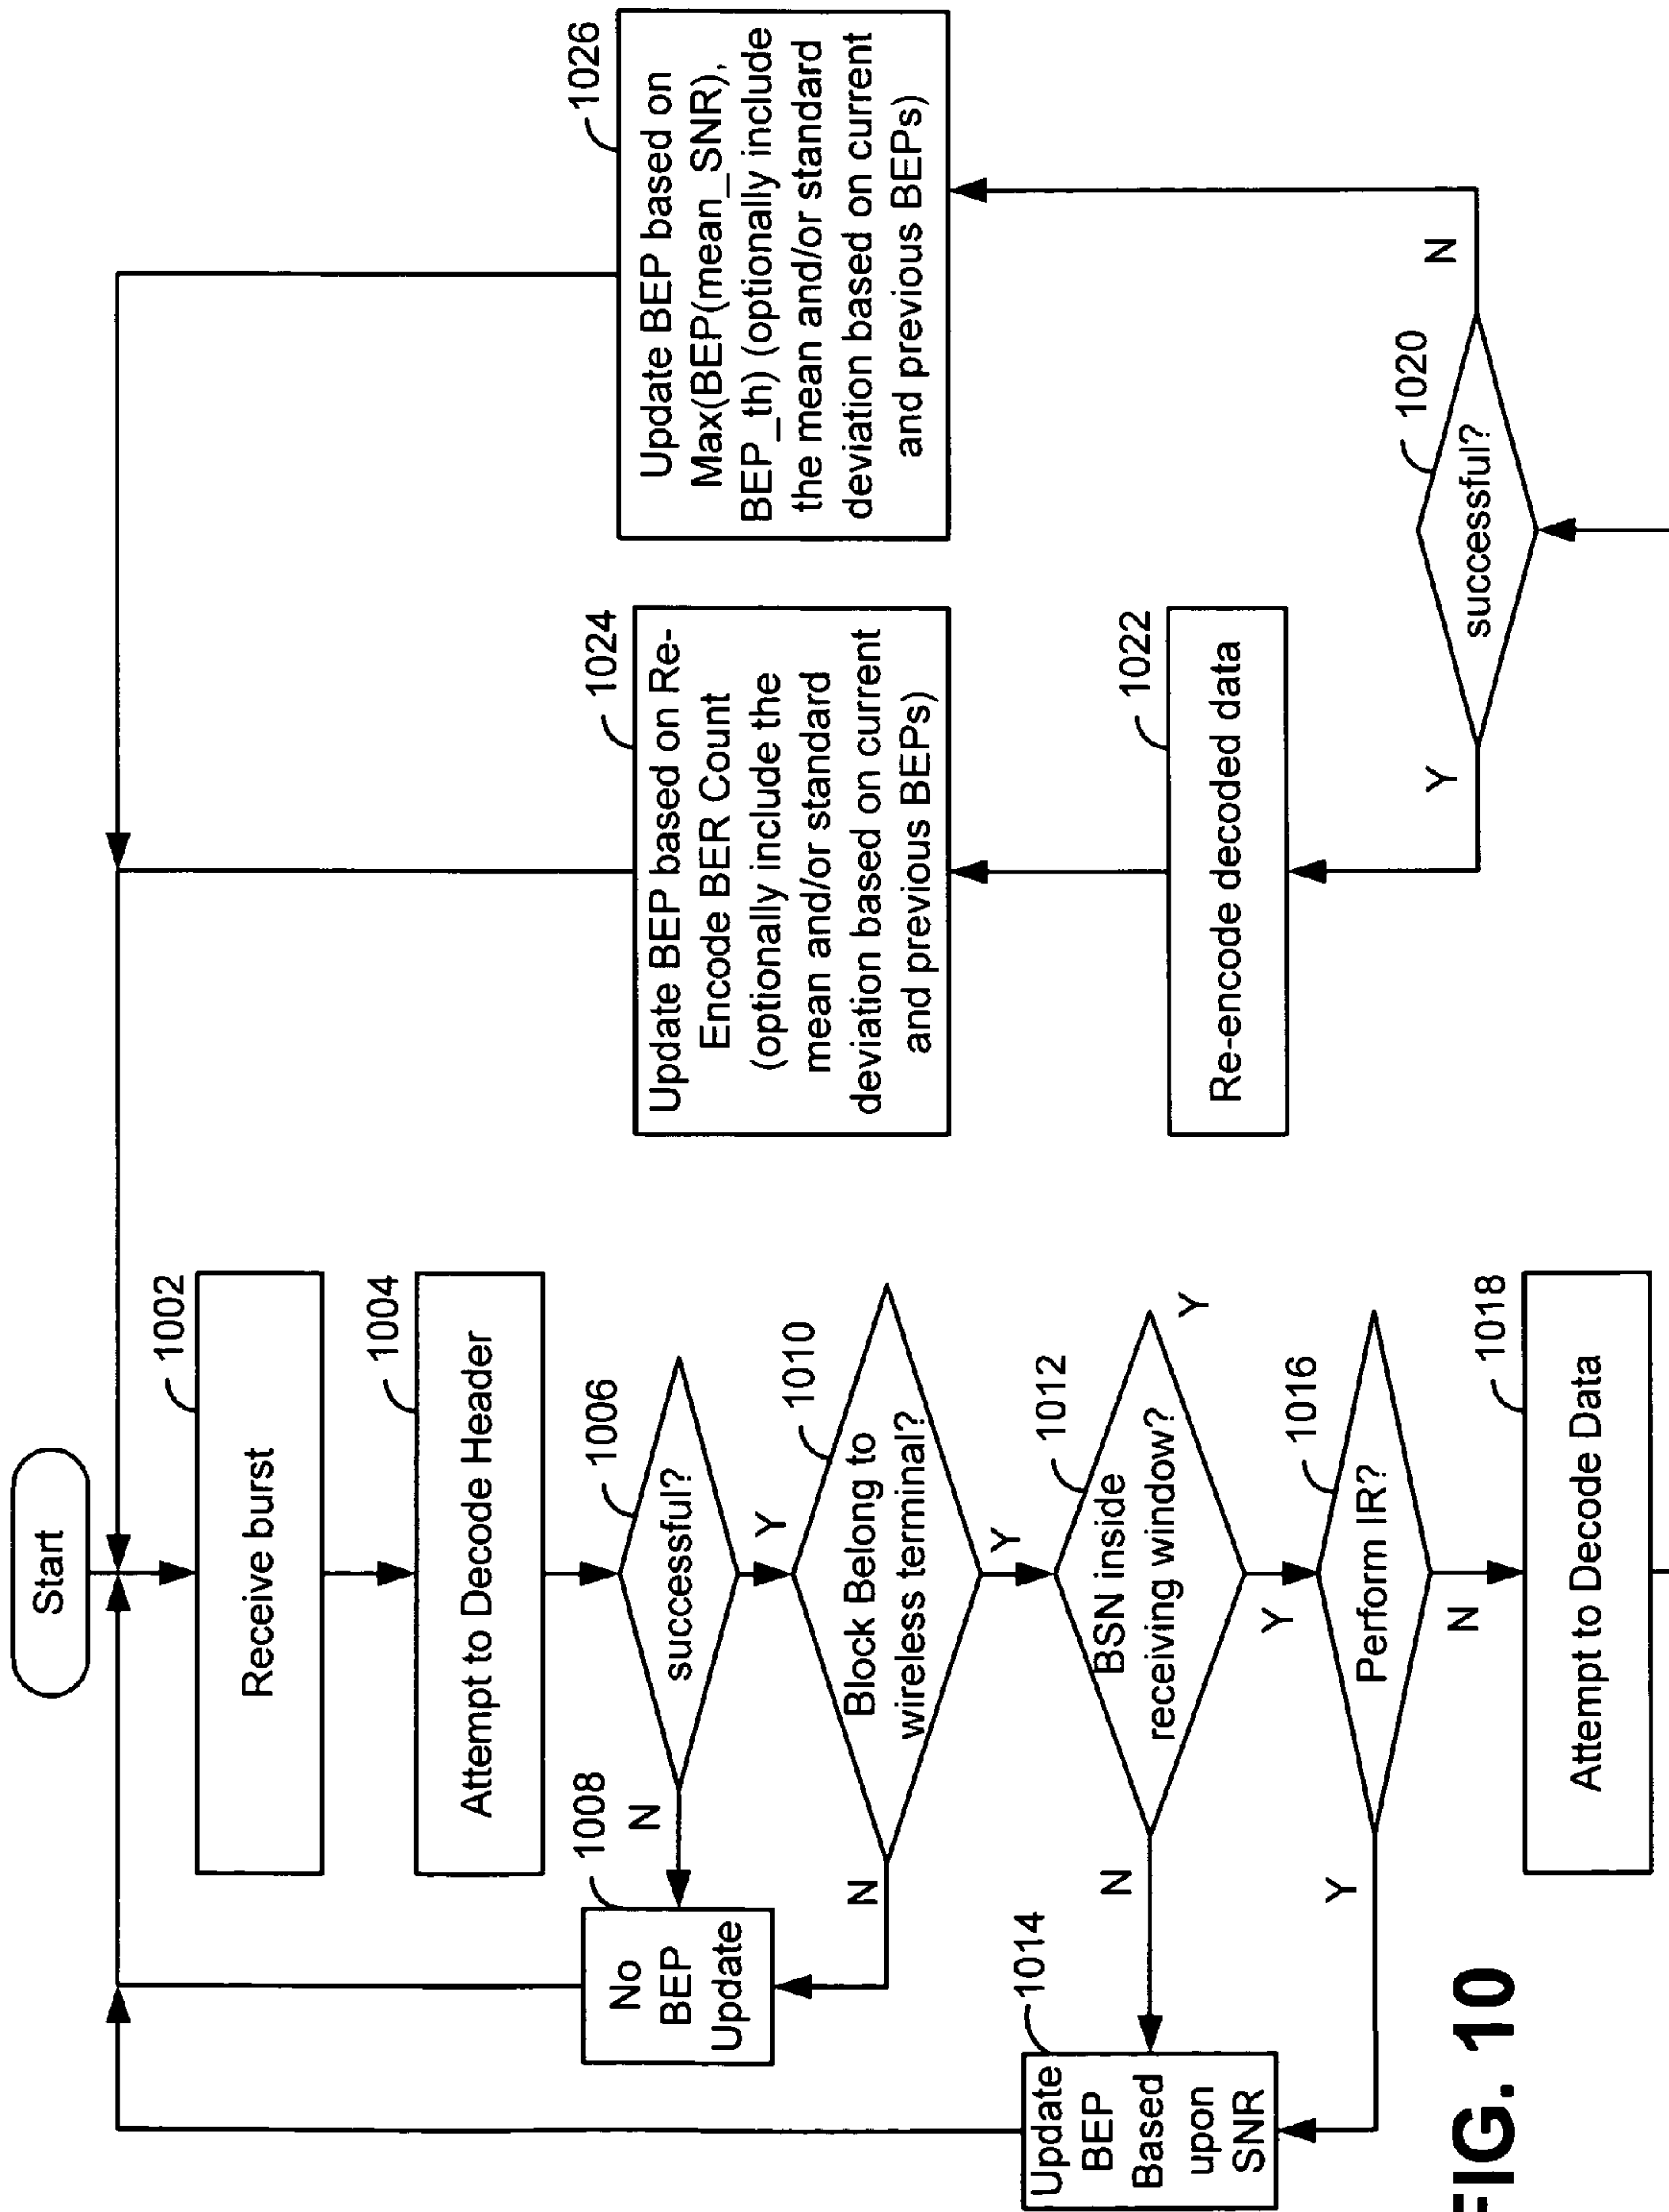 Start
1002
Receive burst
1004
Attempt to Decode Header
1006
successful?
N
Y
1008
No
BEP
Update
1010
Block Belong to
wireless terminal?
N
Y
1012
BSN inside
receiving window?
Y
N
Y
1014
Update
BEP
Based
upon
SNR
1016
Perform IR?
Y
N
1018
Attempt to Decode Data
1020
successful?
Y
N
1022
Re-encode decoded data
1024
Update BEP based on Re-
Encode BER Count
(optionally include the
mean and/or standard
deviation based on current
and previous BEPs)
1026
Update BEP based on
Max(BEP(mean_SNR),
BEP_th) (optionally include
the mean and/or standard
deviation based on current
and previous BEPs)
FIG. 10